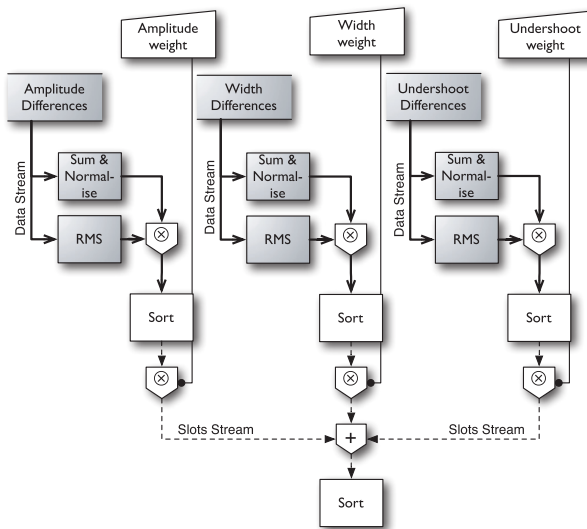 Amplitude
weight
Width
weight
Undershoot
weight
Amplitude
Differences
Width
Differences
Undershoot
Differences
Data Stream
Sum &
Normal-
ise
RMS
⊗
Data Stream
Sum &
Normal-
ise
RMS
⊗
Data Stream
Sum &
Normal-
ise
RMS
⊗
Sort
Sort
Sort
⊗
⊗
⊗
Slots Stream
+
Slots Stream
Sort